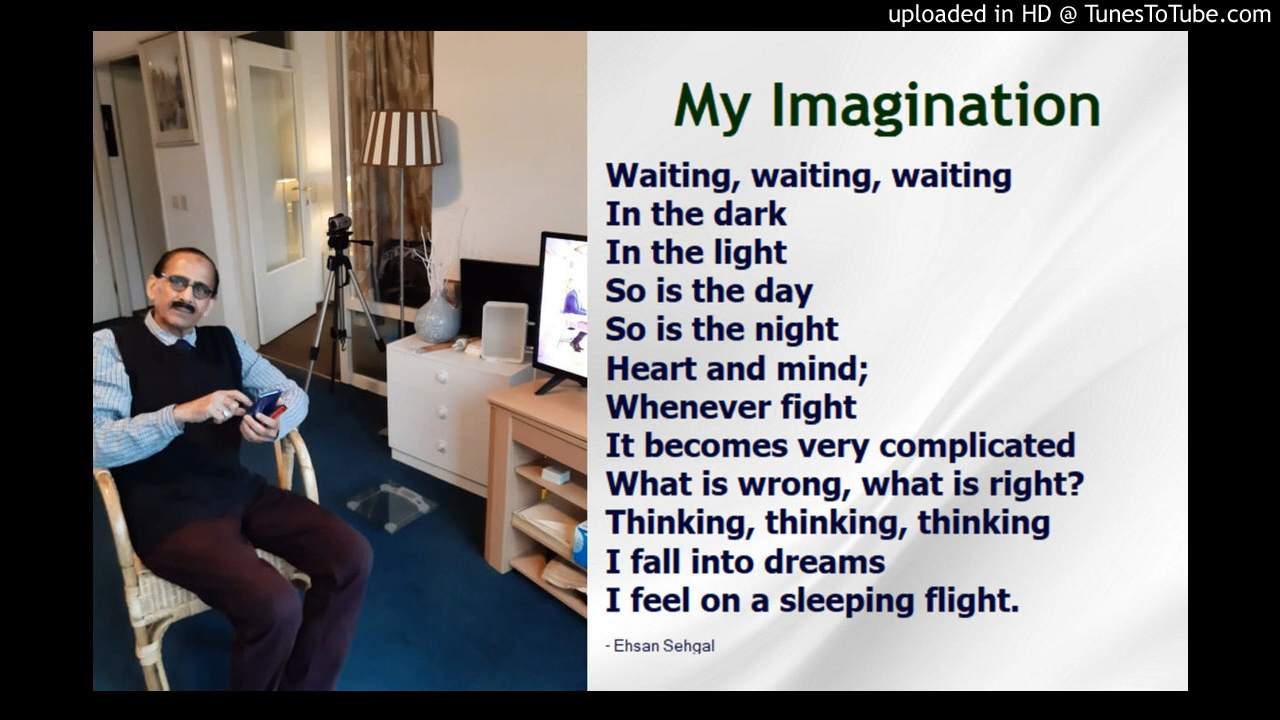 uploaded in HD @ TunesToTube.com
My Imagination
Waiting, waiting, waiting
In the dark
In the light
So is the day
So is the night
Heart and mind;
Whenever fight
It becomes very complicated
What is wrong, what is right?
Thinking, thinking, thinking
I fall into dreams
I feel on a sleeping flight.
- Ehsan Sehgal